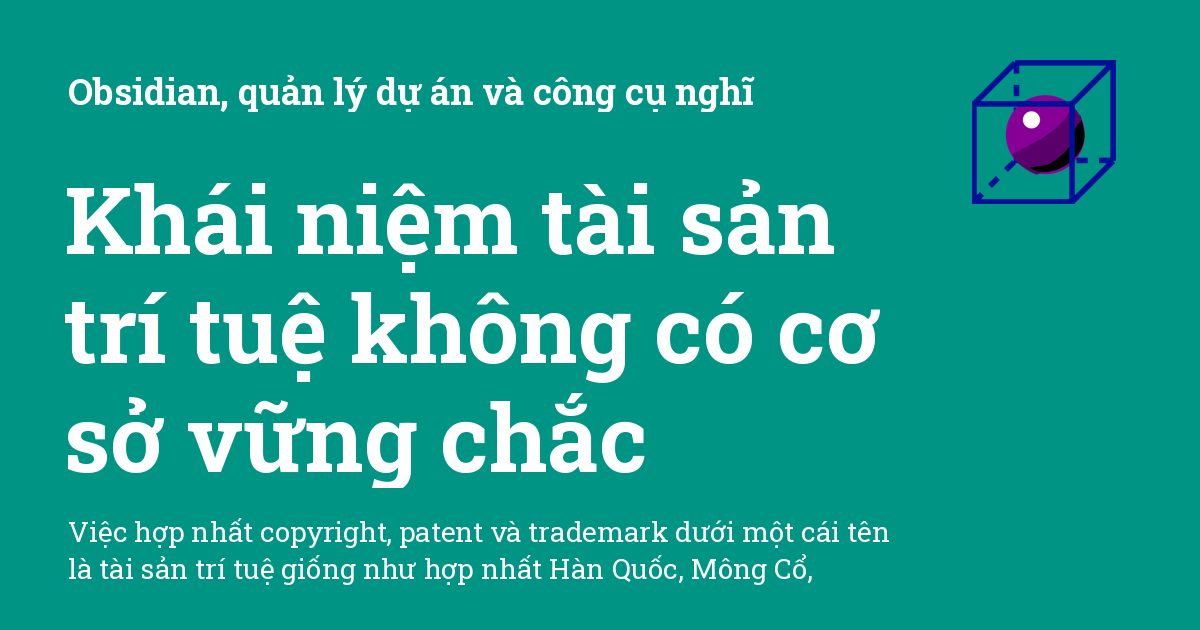 Obsidian, quản lý dự án và công cụ nghĩ
Khái niệm tài sản
trí tuệ không có cơ
sở vững chắc
Việc hợp nhất copyright, patent và trademark dưới một cái tên
là tài sản trí tuệ giống như hợp nhất Hàn Quốc, Mông Cổ,